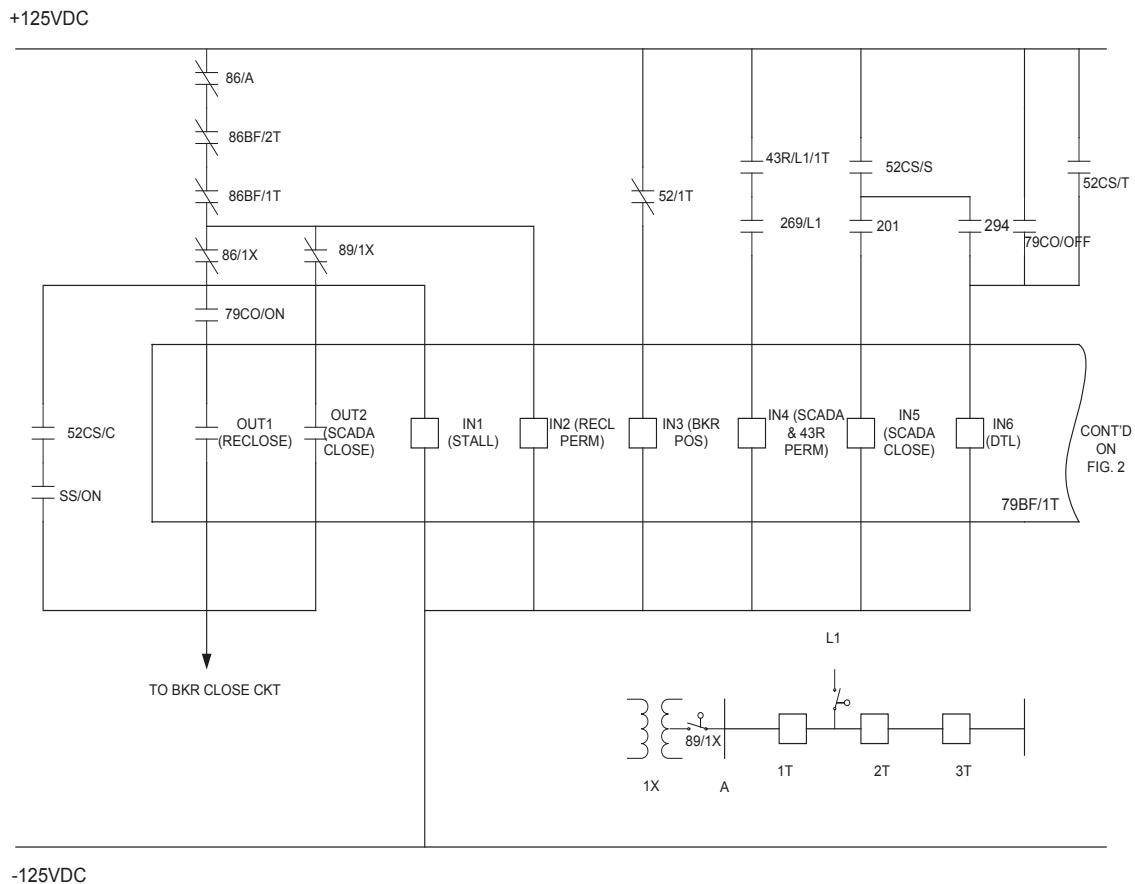 +125VDC
86/A
86BF/2T
86BF/1T
86/1X
89/1X
79CO/ON
52/1T
43R/L1/1T
269/L1
52CS/S
201
294
79CO/OFF
52CS/T
52CS/C
SS/ON
OUT1
(RECLOSE)
OUT2
(SCADA
CLOSE)
IN1
(STALL)
IN2 (RECL
PERM)
IN3 (BKR
POS)
IN4 (SCADA
& 43R
PERM)
IN5
(SCADA
CLOSE)
IN6
(DTL)
CONT'D
ON
FIG. 2
79BF/1T
TO BKR CLOSE CKT
L1
89/1X
1X
A
1T
2T
3T
-125VDC